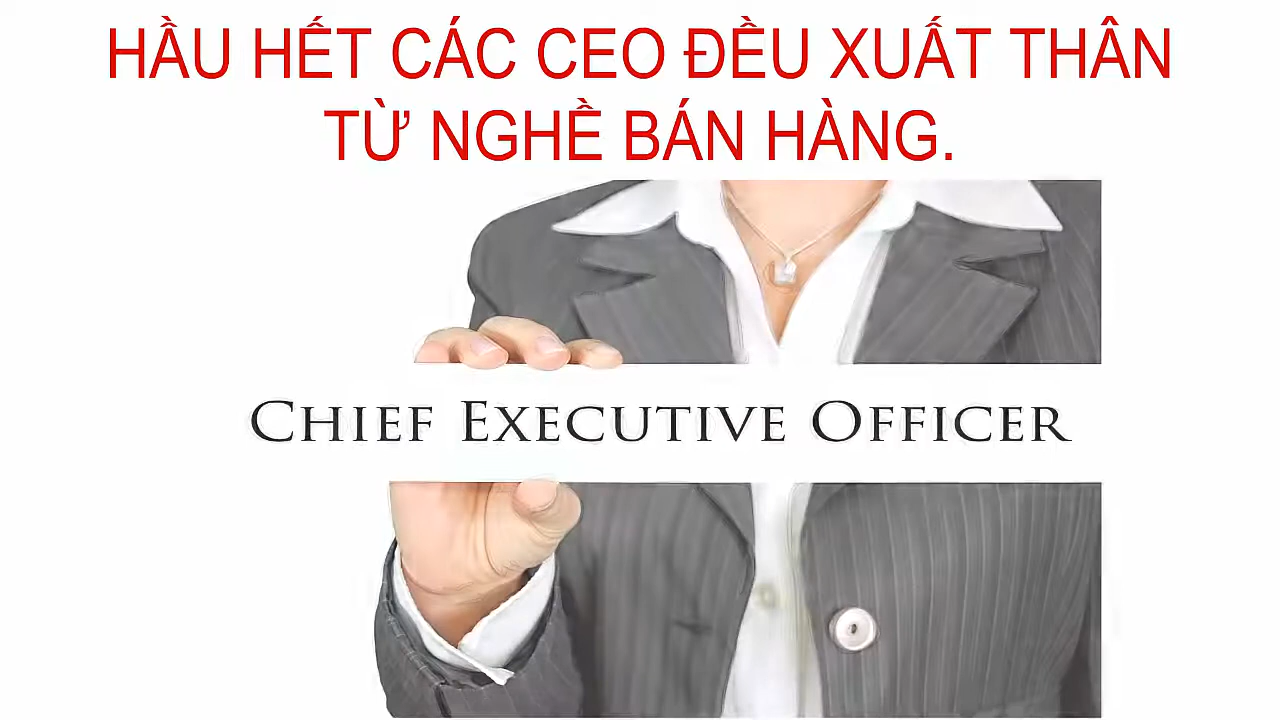 HẦU HẾT CÁC CEO ĐỀU XUẤT THÂN
TỪ NGHỀ BÁN HÀNG.
CHIEF EXECUTIVE OFFICER